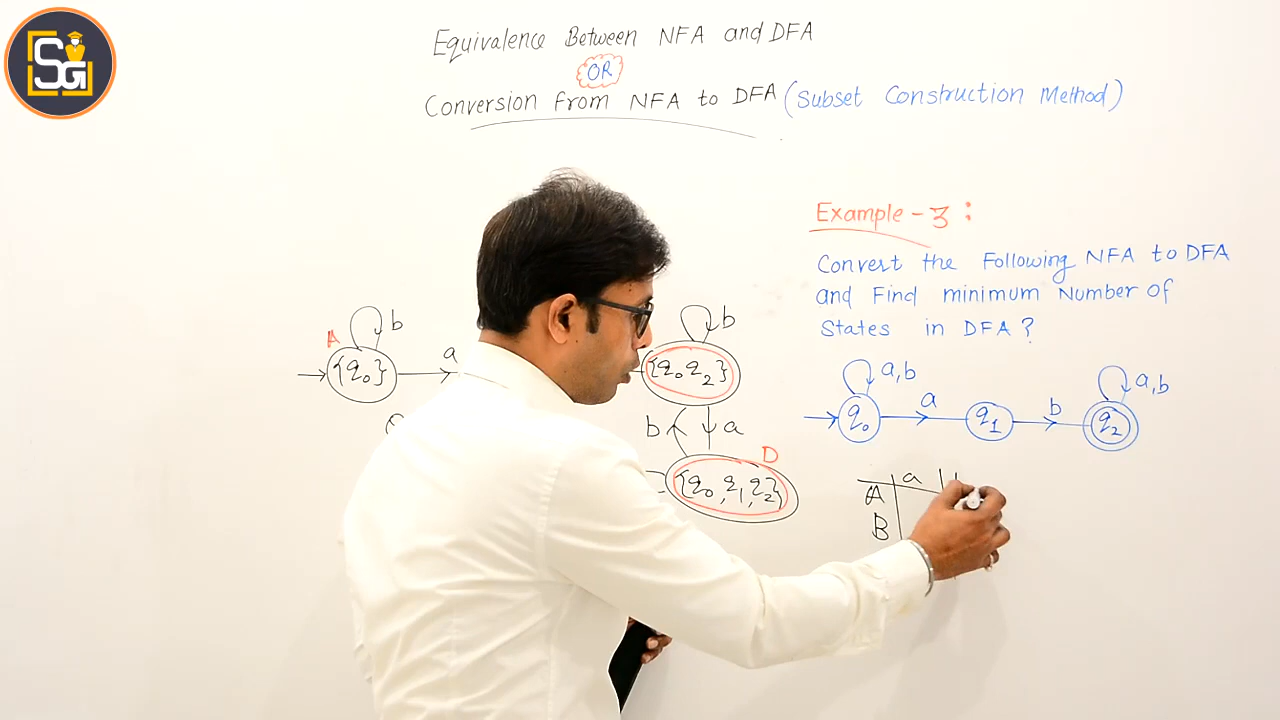 SG
Equivalence Between NFA and DFA
OR
Conversion from NFA to DFA (Subset Construction Method)
Example - 3 :
Convert the Following NFA to DFA
and Find minimum Number of
States in DFA ?
A
b
{q0}
a
b
{q0 q2}
b
a
D
{q0, q1, q2}
a,b
q0
a
q1
b
q2
a,b
a
A
B